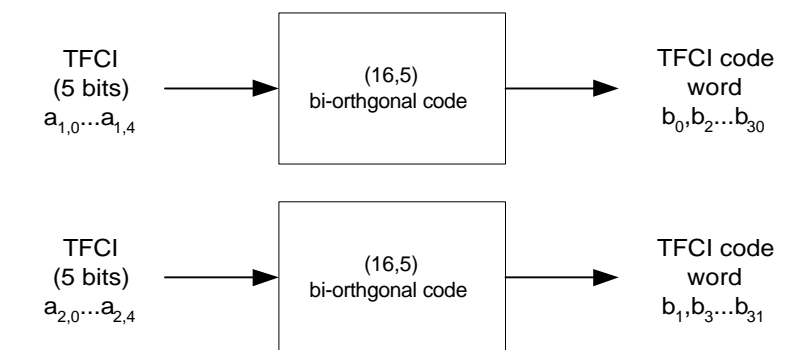 TFCI
(5 bits)
a1,0...a1,4
(16,5)
bi-orthgonal code
TFCI code
word
b0,b2...b30
TFCI
(5 bits)
a2,0...a2,4
(16,5)
bi-orthgonal code
TFCI code
word
b1,b3...b31